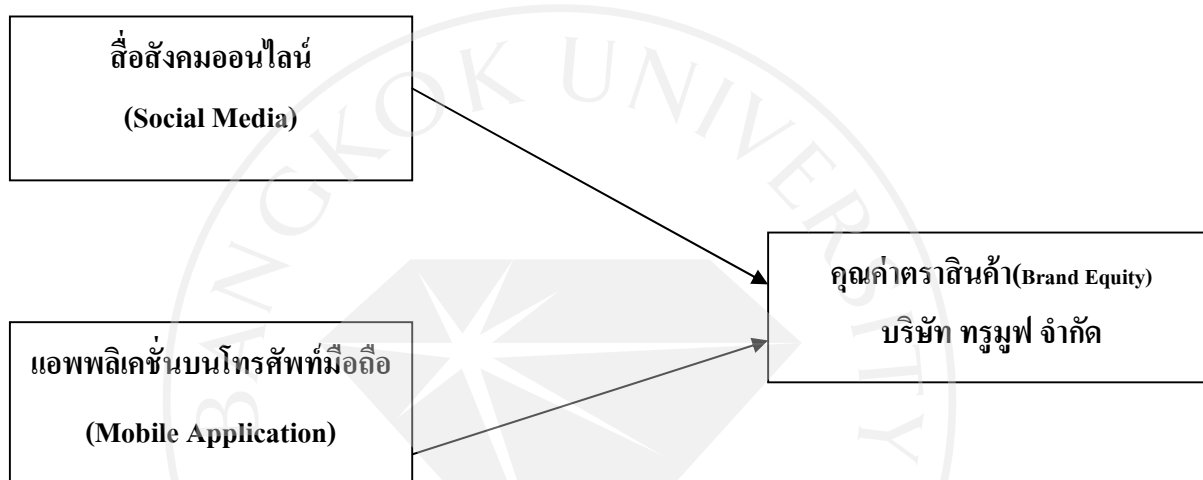 สื่อสังคมออนไลน์
(Social Media)
แอพพลิเคชั่นบนโทรศัพท์มือถือ
(Mobile Application)
คุณค่าตราสินค้า(Brand Equity)
บริษัท ทรูมูฟ จำกัด
BANGKOK UNIVERSITY